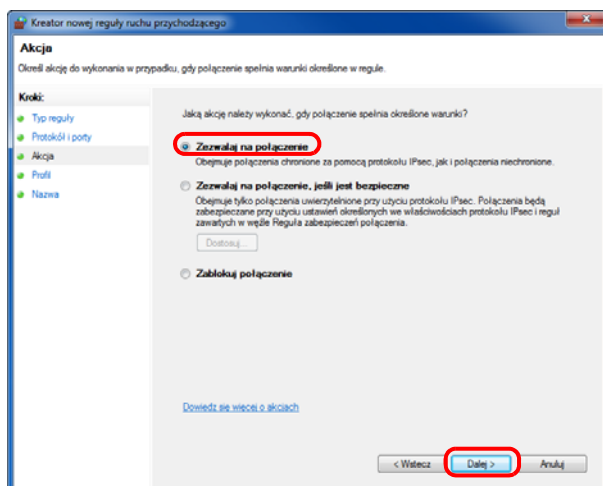 Kreator nowej reguły ruchu przychodzącego
Akcja
Określ akcję do wykonania w przypadku, gdy połączenie spełnia warunki określone w regule.
Kroki:
Typ reguły
Protokół i porty
Akcja
Profil
Nazwa
Jaką akcję należy wykonać, gdy połączenie spełnia określone warunki?
Zezwalaj na połączenie
Obejmuje połączenia chronione za pomocą protokołu IPsec, jak i połączenia niechronione.
Zezwalaj na połączenie, jeśli jest bezpieczne
Obejmuje tylko połączenia uwierzytelnione przy użyciu protokołu IPsec. Połączenia będą
zabezpieczane przy użyciu ustawień określonych we właściwościach protokołu IPsec i reguł
zawartych w węźle Reguła zabezpieczeń połączenia.
Dostosuj...
Zablokuj połączenie
Dowiedz się więcej o akcjach
< Wstecz
Dalej >
Anuluj